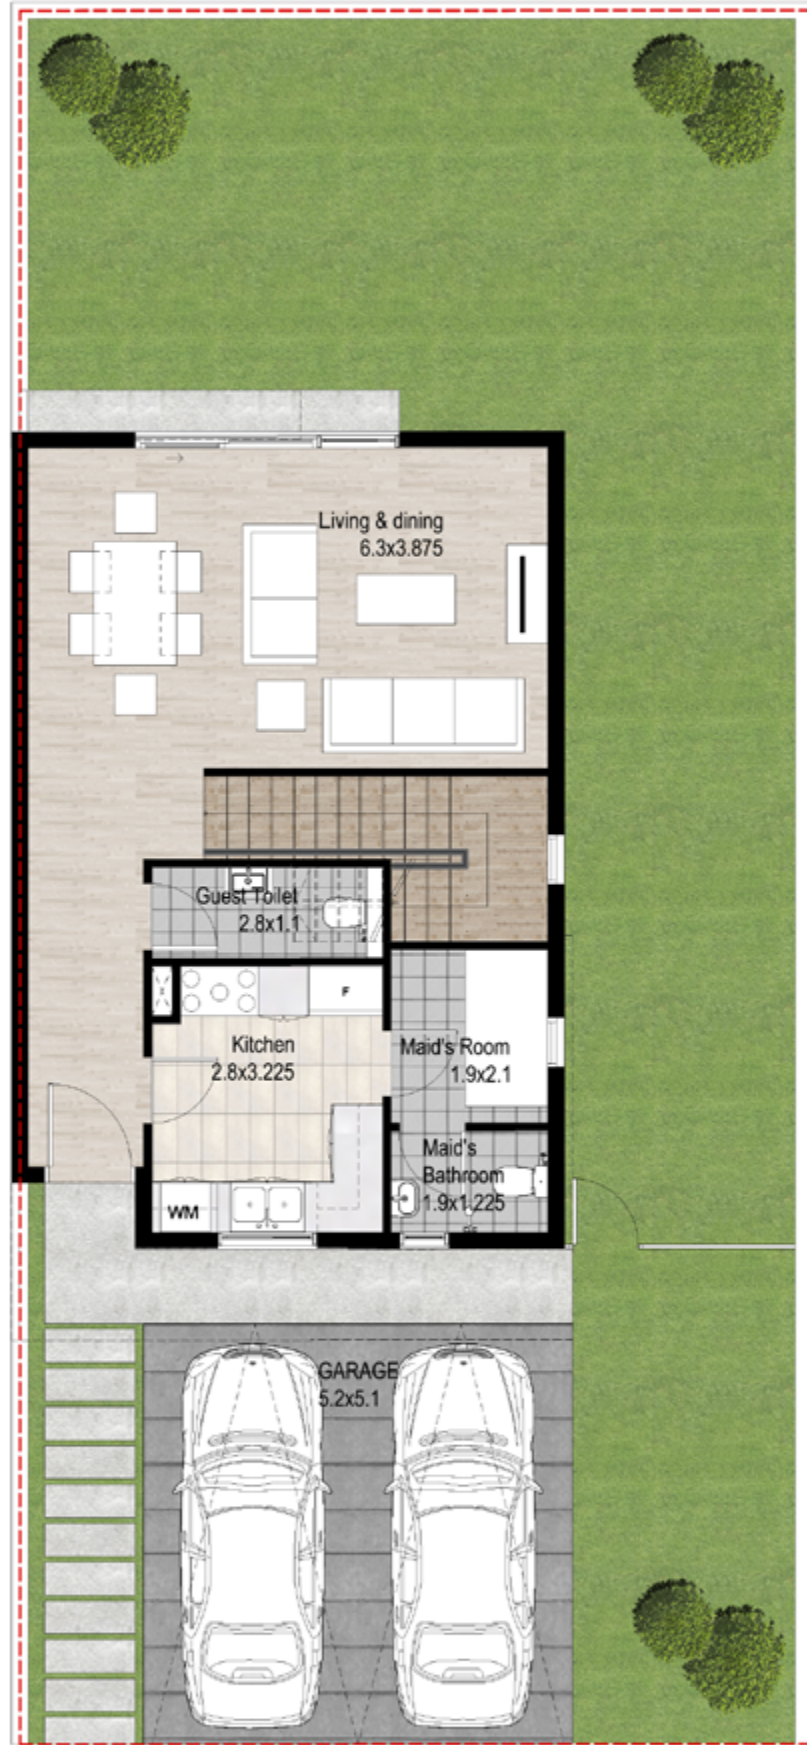 Living & dining
6.3x3.875
Guest Toilet
2.8x1.1
F
Kitchen
2.8x3.225
Maid's Room
1.9x2.1
Maid's
Bathroom
1.9x1.225
WM
GARAGE
5.2x5.1